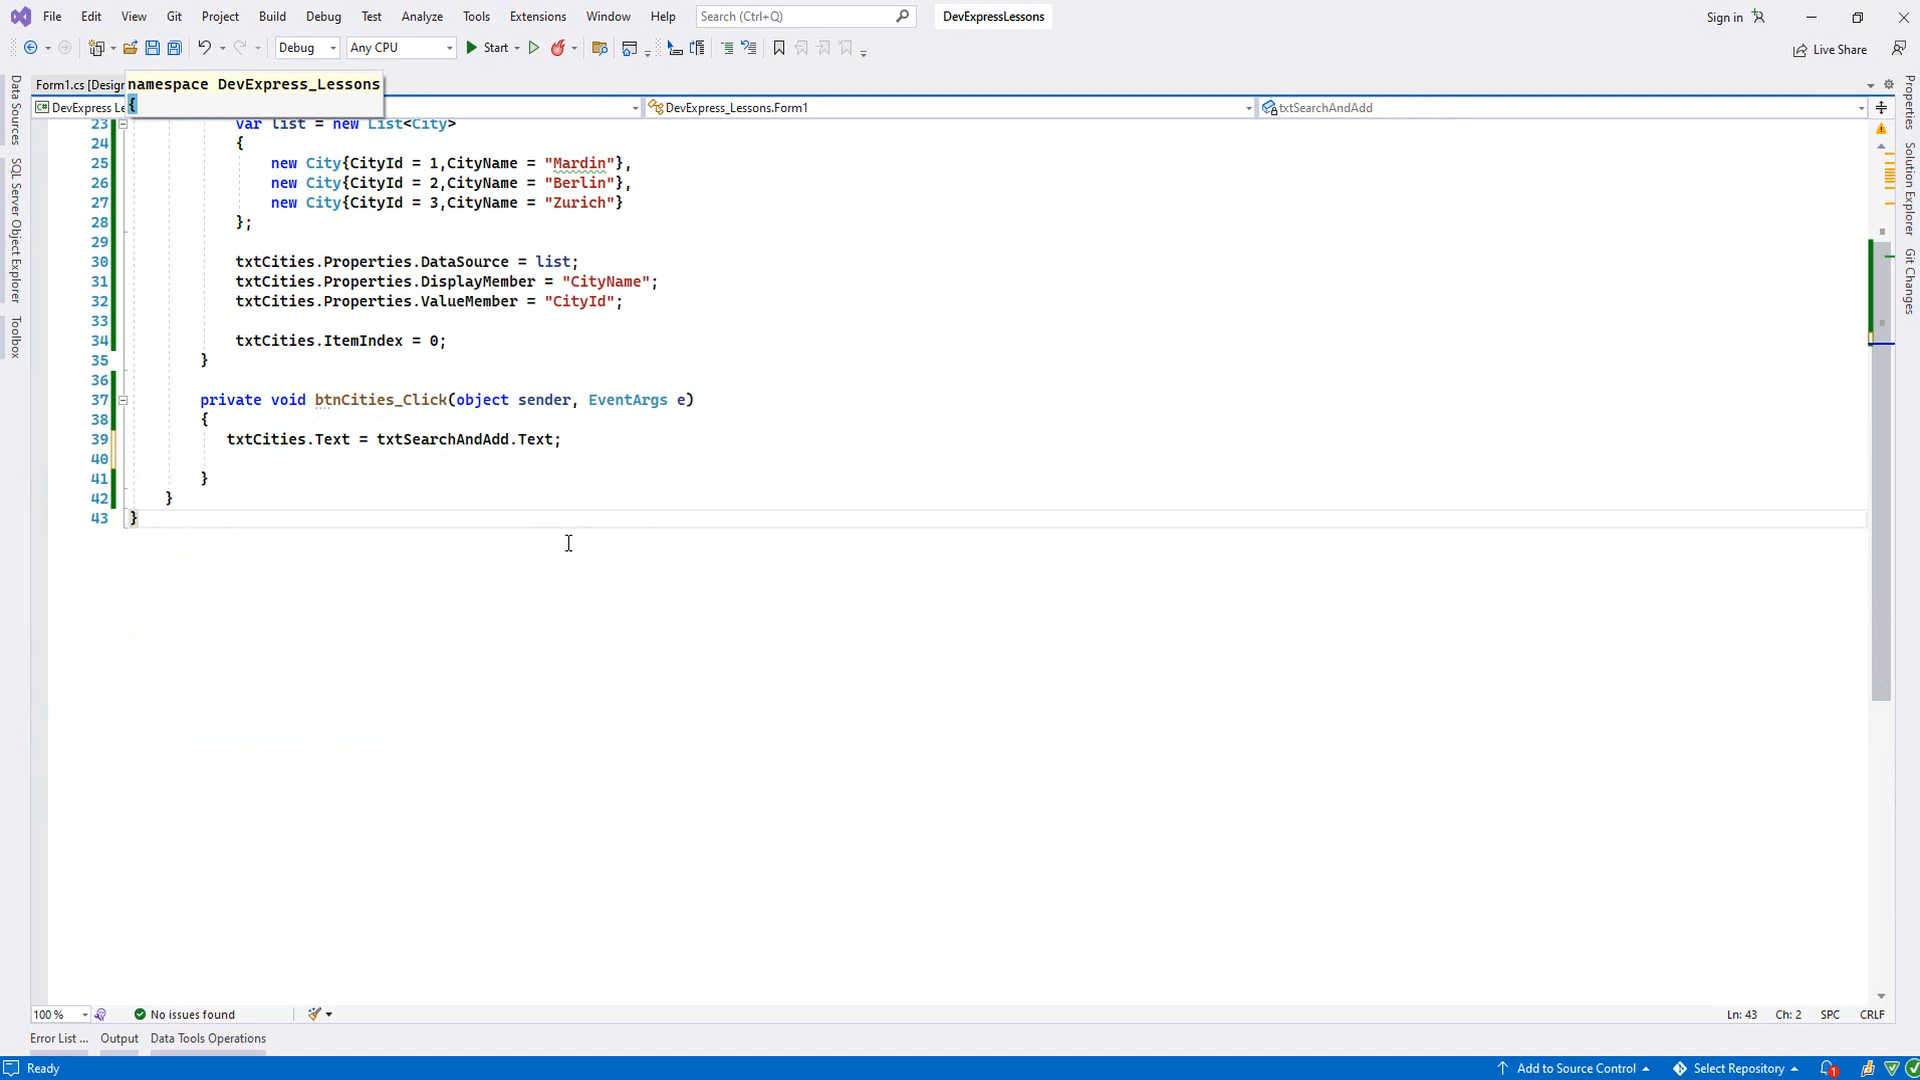 File Edit View Git Project Build Debug Test Analyze Tools Extensions Window Help Search (Ctrl+Q) DevExpressLessons Sign in
Debug Any CPU Start Live Share
Form1.cs [Desig
namespace DevExpress_Lessons
{
DevExpress Le DevExpress_Lessons.Form1 txtSearchAndAdd
23 var list = new List<City>
24 {
25 new City{CityId = 1,CityName = "Mardin"},
26 new City{CityId = 2,CityName = "Berlin"},
27 new City{CityId = 3,CityName = "Zurich"}
28 };
29
30 txtCities.Properties.DataSource = list;
31 txtCities.Properties.DisplayMember = "CityName";
32 txtCities.Properties.ValueMember = "CityId";
33
34 txtCities.ItemIndex = 0;
35 }
36
37 private void btnCities_Click(object sender, EventArgs e)
38 {
39 txtCities.Text = txtSearchAndAdd.Text;
40
41 }
42 }
43 }
Data Sources
SQL Server Object Explorer
Toolbox
Properties
Solution Explorer
Git Changes
100 % No issues found Ln: 43 Ch: 2 SPC CRLF
Error List ... Output Data Tools Operations
Ready Add to Source Control Select Repository 1